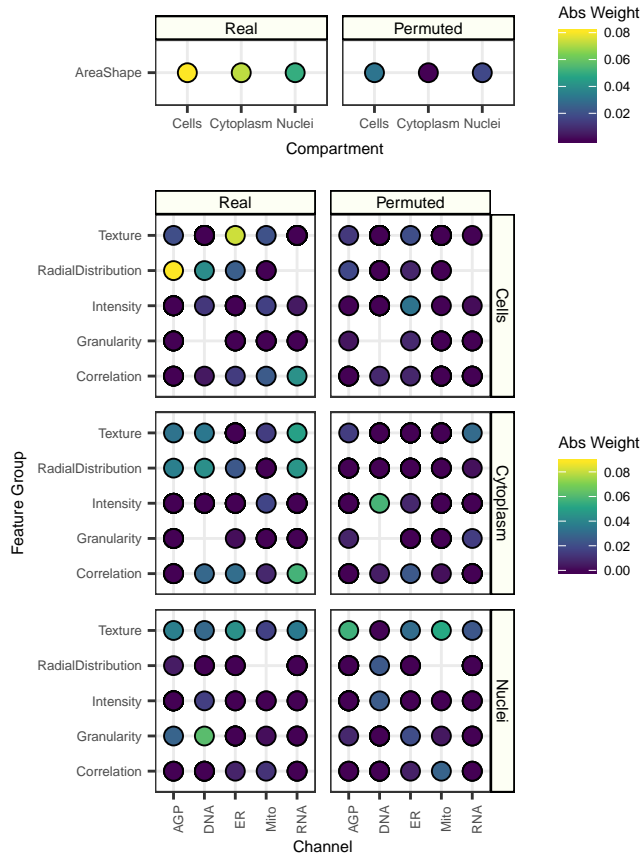 Real
Permuted
AreaShape
Cells
Cytoplasm
Nuclei
Cells
Cytoplasm
Nuclei
Compartment
Abs Weight
0.08
0.06
0.04
0.02
Real
Permuted
Texture
RadialDistribution
Intensity
Granularity
Correlation
Cells
Texture
RadialDistribution
Intensity
Granularity
Correlation
Cytoplasm
Texture
RadialDistribution
Intensity
Granularity
Correlation
Nuclei
Feature Group
AGP
DNA
ER
Mito
RNA
AGP
DNA
ER
Mito
RNA
Channel
Abs Weight
0.08
0.06
0.04
0.02
0.00